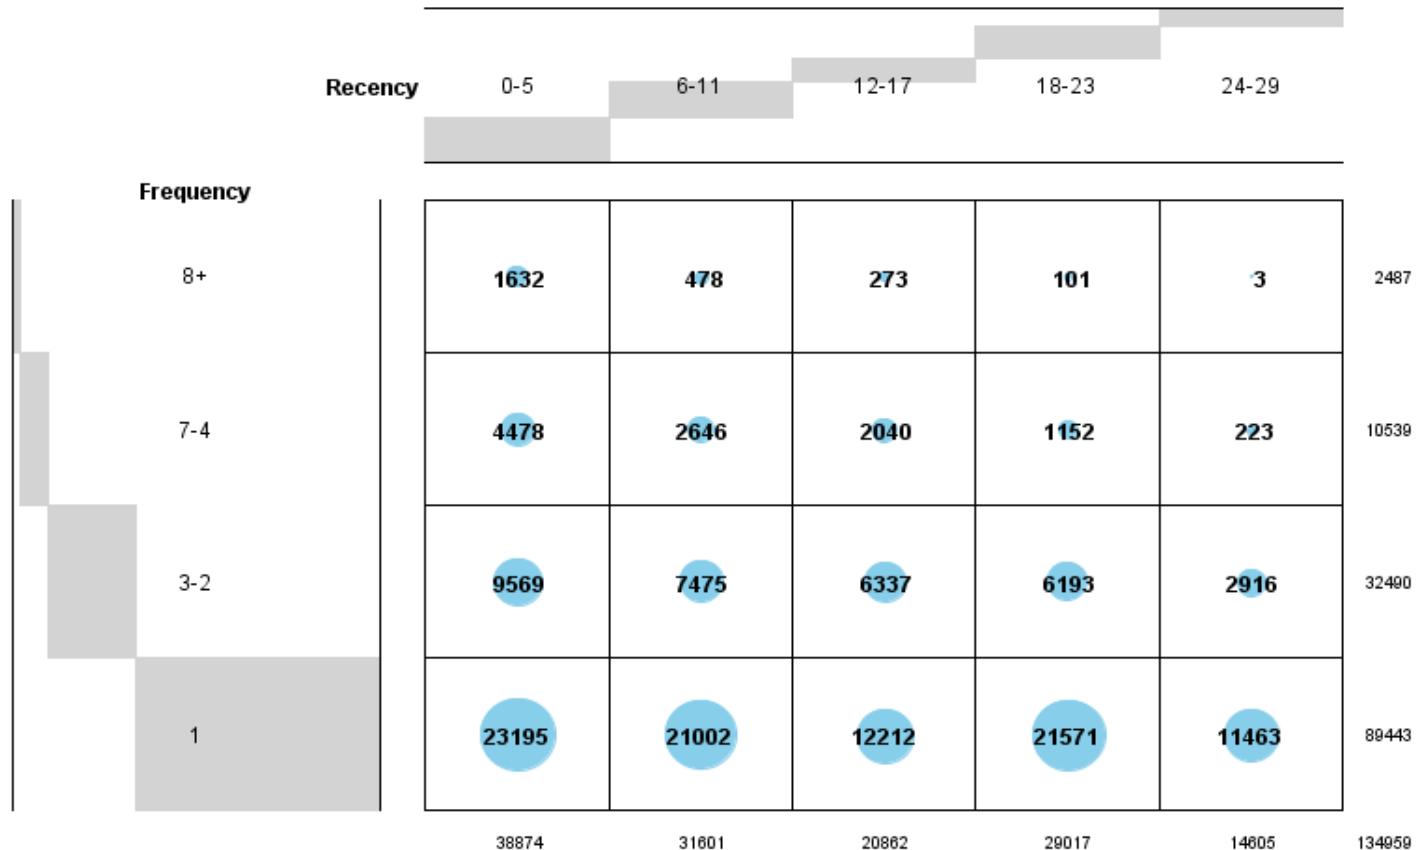 Recency 0-5 6-11 12-17 18-23 24-29
Frequency
8+ 1632 478 273 101 3 2487
7-4 4478 2646 2040 1152 223 10539
3-2 9569 7475 6337 6193 2916 32490
1 23195 21002 12212 21571 11463 89443
38874 31601 20862 29017 14605 134959